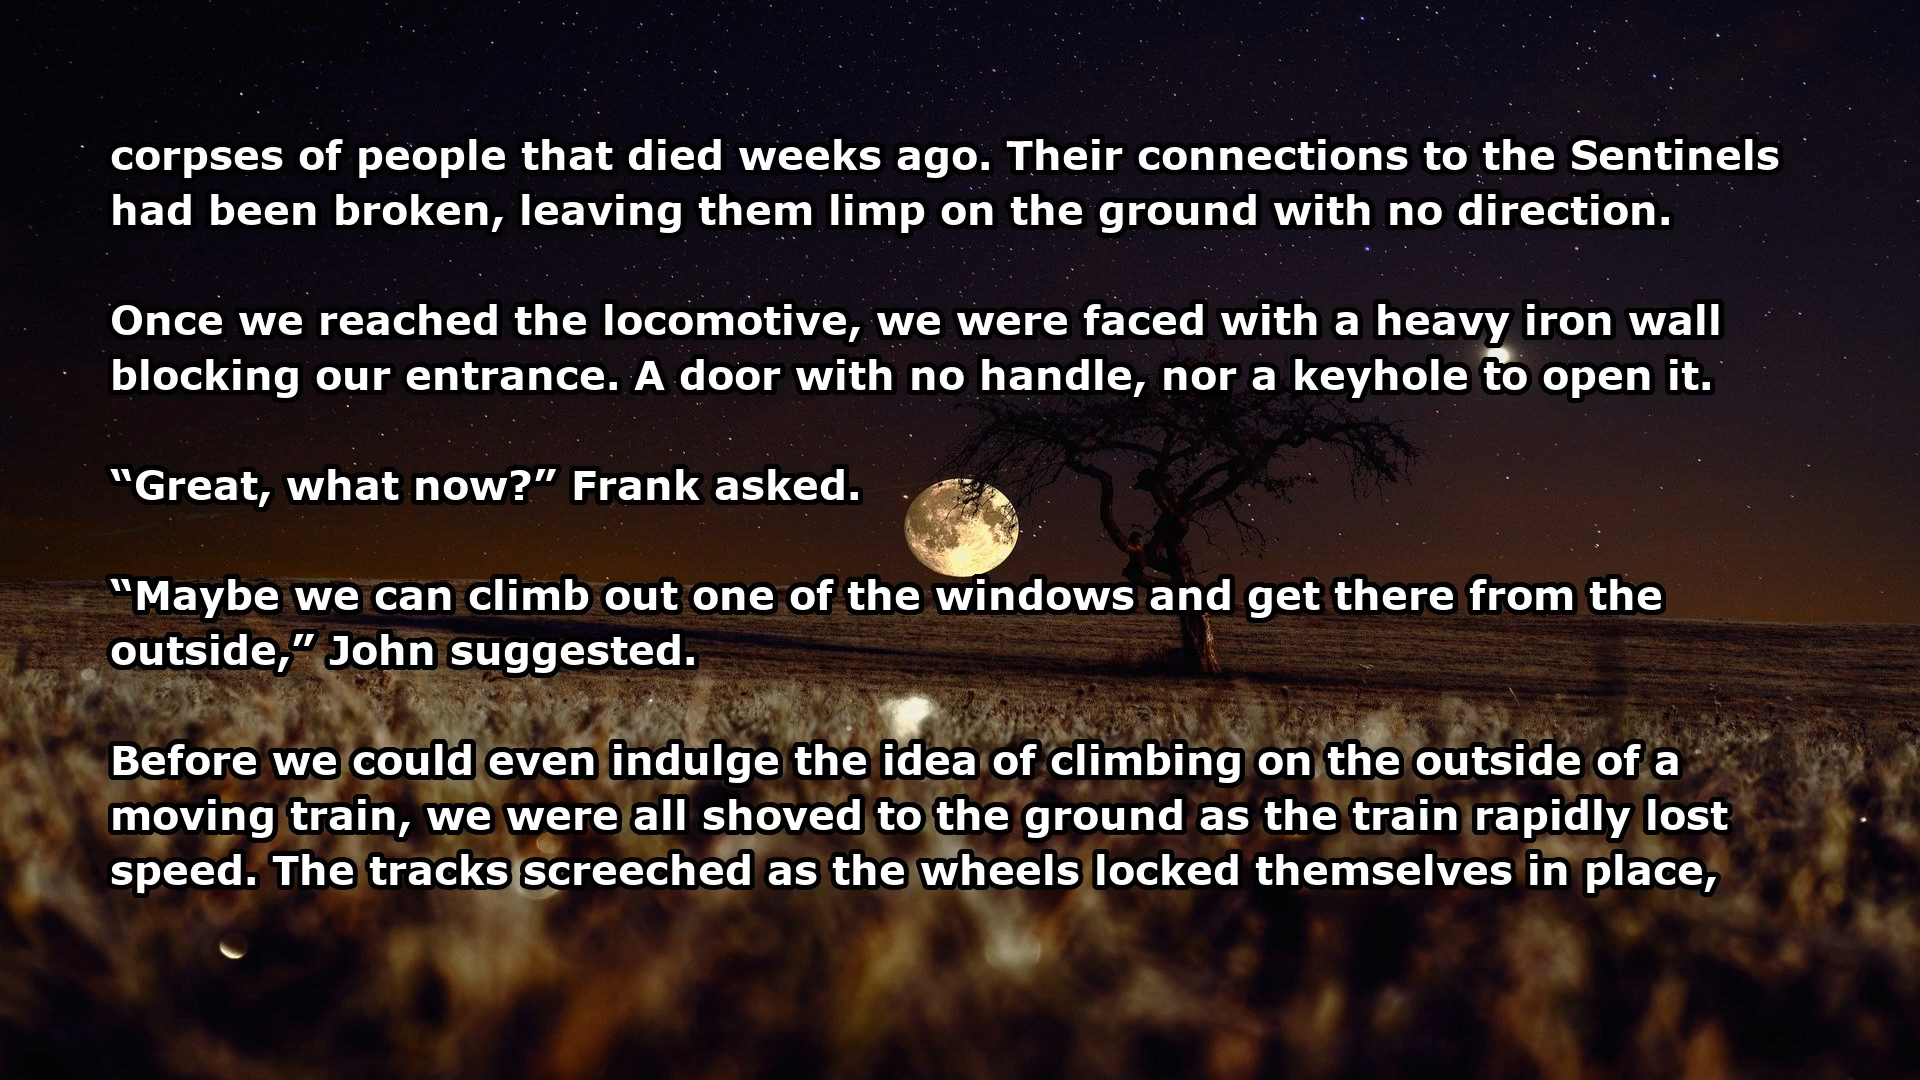 corpses of people that died weeks ago. Their connections to the Sentinels
had been broken, leaving them limp on the ground with no direction.
Once we reached the locomotive, we were faced with a heavy iron wall
blocking our entrance. A door with no handle, nor a keyhole to open it.
“Great, what now?” Frank asked.
“Maybe we can climb out one of the windows and get there from the
outside,” John suggested.
Before we could even indulge the idea of climbing on the outside of a
moving train, we were all shoved to the ground as the train rapidly lost
speed. The tracks screeched as the wheels locked themselves in place,